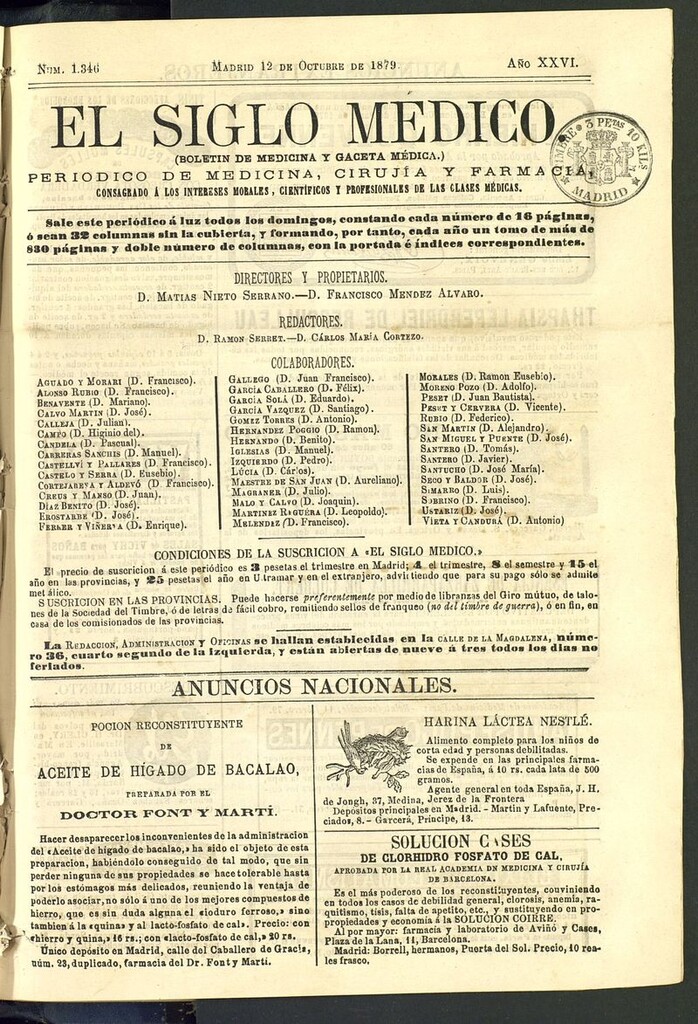 NÚM. 1.346
MADRID 12 DE OCTUBRE DE 1879.
AÑO XXVI.
EL SIGLO MEDICO
(BOLETIN DE MEDICINA Y GACETA MÉDICA.)
PERIODICO DE MEDICINA, CIRUJÍA Y FARMACIA,
CONSAGRADO Á LOS INTERESES MORALES, CIENTÍFICOS Y PROFESIONALES DE LAS CLASES MÉDICAS.
TIMBRE 3 PETAS 10 KILS
MADRID
Sale este periódico á luz todos los domingos, constando cada número de 16 páginas,
ó sean 32 columnas sin la cubierta, y formando, por tanto, cada año un tomo de más de
830 páginas y doble número de columnas, con la portada é índices correspondientes.
DIRECTORES Y PROPIETARIOS.
D. MATIAS NIETO SERRANO.—D. FRANCISCO MENDEZ ALVARO.
REDACTORES.
D. RAMON SERRET.—D. CÁRLOS MARÍA CORTEZO.
COLABORADORES.
AGUADO Y MORARI (D. Francisco).
ALONSO RUBIO (D. Francisco).
BENAVENTE (D. Mariano).
CALVO MARTIN (D. José).
CALLEJA (D. Julian).
CAMPO (D. Higinio del).
CANDELA (D. Pascual).
CARRERAS SANCHIS (D. Manuel).
CASTELLVÍ Y PALLARES (D. Francisco).
CASTELO Y SERRA (D. Eusebio).
CORTEJARENA Y ALDEVÓ (D. Francisco).
CREUS Y MANSO (D. Juan).
DIAZ BENITO (D. José).
EROSTARBE (D. José).
FERRER Y VIÑERTA (D. Enrique).
GALLEGO (D. Juan Francisco).
GARCÍA CABALLERO (D. Félix).
GARCÍA SOLÁ (D. Eduardo).
GARCÍA VAZQUEZ (D. Santiago).
GOMEZ TORRES (D. Antonio).
HERNANDEZ POGGIO (D. Ramon).
HERNANDO (D. Benito).
IGLESIAS (D. Manuel).
IZQUIERDO (D. Pedro).
LÚCIA (D. Cárlos).
MAESTRE DE SAN JUAN (D. Aureliano).
MAGRANER (D. Julio).
MALO Y CALVO (D. Joaquin).
MARTINEZ REGUERA (D. Leopoldo).
MELENDEZ (D. Francisco).
MORALES (D. Ramon Eusebio).
MORENO POZO (D. Adolfo).
PESET (D. Juan Bautista).
PESET Y CERVERA (D. Vicente).
RUBIO (D. Federico).
SAN MARTIN (D. Alejandro).
SAN MIGUEL Y PUENTE (D. José).
SANTERO (D. Tomás).
SANTERO (D. Javier).
SANTUCHO (D. José María).
SECO Y BALDOR (D. José).
SIMARRO (D. Luis).
SOBRINO (D. Francisco).
USTARIZ (D. José).
VIETA Y CANDURÁ (D. Antonio)
CONDICIONES DE LA SUSCRICION A «EL SIGLO MEDICO.»
El precio de suscricion á este periódico es 3 pesetas el trimestre en Madrid; 4 el trimestre, 8 el semestre y 15 el
año en las provincias, y 25 pesetas el año en Ultramar y en el extranjero, advirtiendo que para su pago sólo se admite
metálico.
SUSCRICION EN LAS PROVINCIAS. Puede hacerse preferentemente por medio de libranzas del Giro mútuo, de talo-
nes de la Sociedad del Timbre, ó de letras de fácil cobro, remitiendo sellos de franqueo (no del timbre de guerra), ó en fin, en
casa de los comisionados de las provincias.
LA REDACCION, ADMINISTRACION Y OFICINAS se hallan establecidas en la CALLE DE LA MAGDALENA, núme-
ro 36, cuarto segundo de la izquierda, y están abiertas de nueve á tres todos los dias no
feriados.
ANUNCIOS NACIONALES.
POCION RECONSTITUYENTE
DE
ACEITE DE HÍGADO DE BACALAO,
PREPARADA POR EL
DOCTOR FONT Y MARTÍ.
Hacer desaparecer los inconvenientes de la administracion
del «Aceite de hígado de bacalao,» ha sido el objeto de esta
preparacion, habiéndolo conseguido de tal modo, que sin
perder ninguna de sus propiedades se hace tolerable hasta
por los estómagos más delicados, reuniendo la ventaja de
poderlo asociar, no sólo á uno de los mejores compuestos de
hierro, que es sin duda alguna el «ioduro ferroso,» sino
tambien á la «quina» y al «lacto-fosfato de cal». Precio: con
«hierro y quina,» 16 rs.; con «lacto-fosfato de cal,» 20 rs.
Único depósito en Madrid, calle del Caballero de Gracia,
núm. 23, duplicado, farmacia del Dr. Font y Martí.
HARINA LÁCTEA NESTLÉ.
Alimento completo para los niños de
corta edad y personas debilitadas.
Se expende en las principales farma-
cias de España, á 10 rs. cada lata de 500
gramos.
Agente general en toda España, J. H.
de Jongh, 37, Medina, Jerez de la Frontera
Depósitos principales en Madrid.—Martin y Lafuente, Pre-
ciados, 8.—Garcerá, Príncipe, 13.
SOLUCION CASES
DE CLORHIDRO FOSFATO DE CAL,
APROBADA POR LA REAL ACADEMIA DE MEDICINA Y CIRUJÍA
DE BARCELONA.
Es el más poderoso de los reconstituyentes, conviniendo
en todos los casos de debilidad general, clorosis, anemia, ra-
quitismo, tisis, falta de apetito, etc., y sustituyendo en pro-
piedades y economía á la SOLUCION COIRRE.
Al por mayor: farmacia y laboratorio de Aviñó y Cases,
Plaza de la Lana, 11, Barcelona.
Madrid: Borrell, hermanos, Puerta del Sol. Precio, 10 rea-
les frasco.